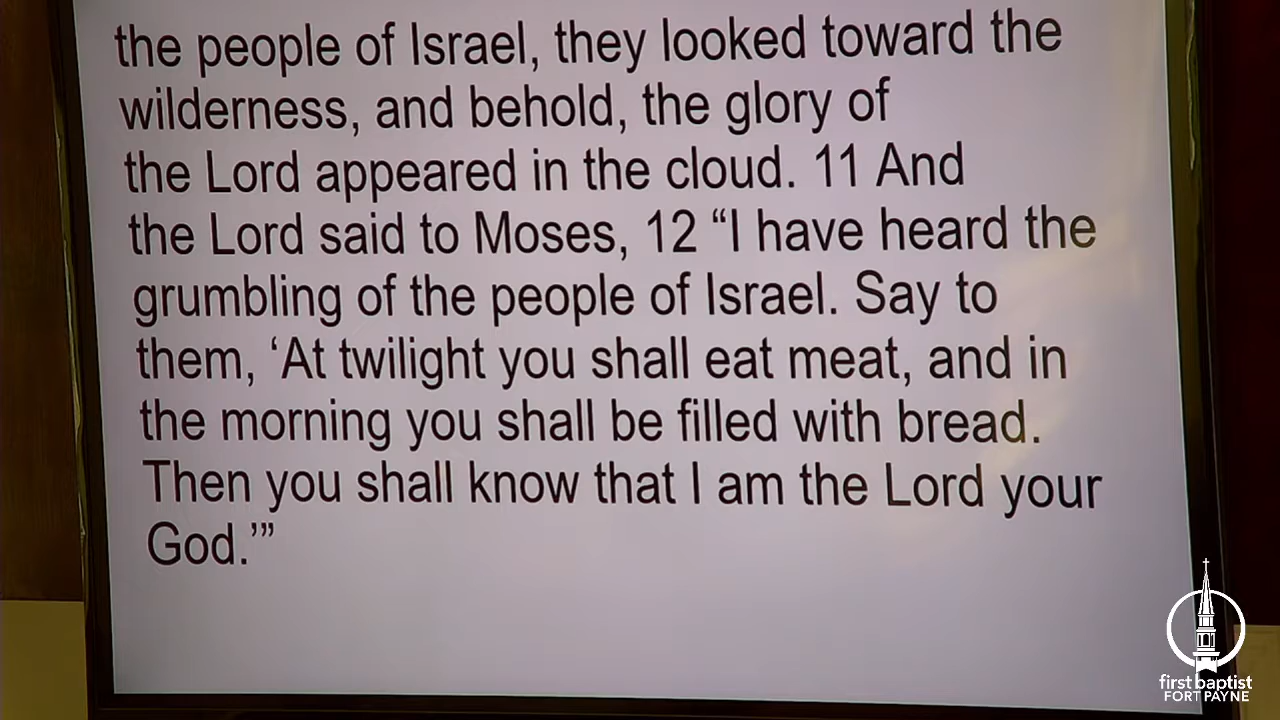 the people of Israel, they looked toward the
wilderness, and behold, the glory of
the Lord appeared in the cloud. 11 And
the Lord said to Moses, 12 “I have heard the
grumbling of the people of Israel. Say to
them, ‘At twilight you shall eat meat, and in
the morning you shall be filled with bread.
Then you shall know that I am the Lord your
God.’”
first baptist
FORT PAYNE